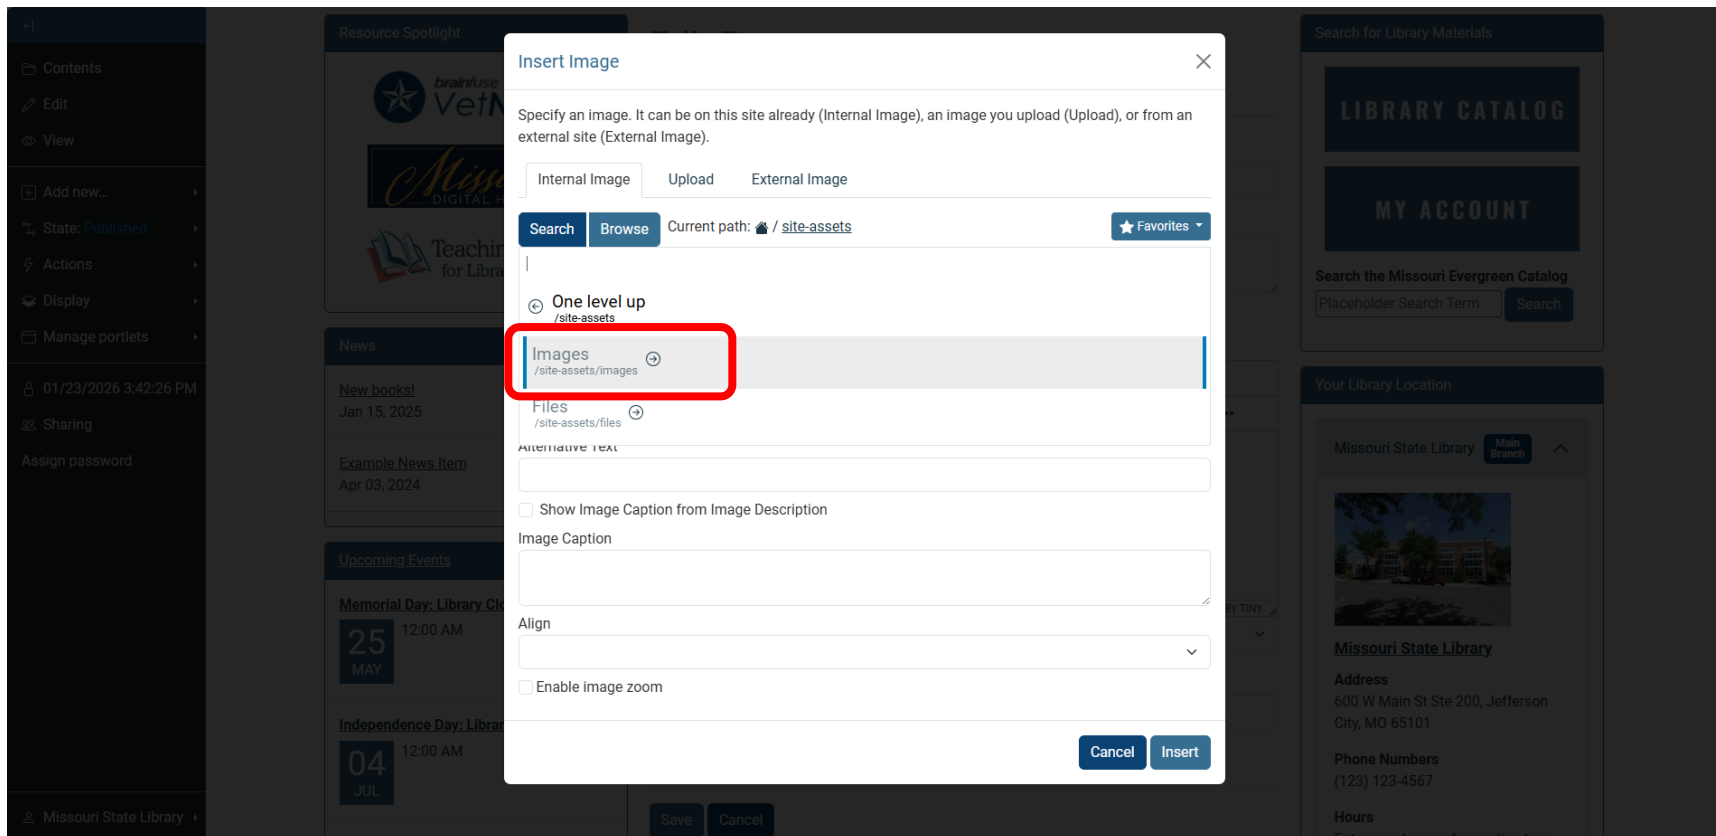 Contents
Edit
View
Add new...
State: Published
Actions
Display
Manage portlets
01/23/2026 3:42:26 PM
Sharing
Assign password
Missouri State Library
Resource Spotlight
brainfuse
VetN
Misso
DIGITAL H
Teachin
for Libra
News
New books!
Jan 15, 2025
Example News Item
Apr 03, 2024
Upcoming Events
Memorial Day: Library Clo
25
MAY
12:00 AM
Independence Day: Librar
04
JUL
12:00 AM
Insert Image
Specify an image. It can be on this site already (Internal Image), an image you upload (Upload), or from an
external site (External Image).
Internal Image
Upload
External Image
Search
Browse
Current path: / site-assets
Favorites
One level up
/site-assets
Images
/site-assets/images
Files
/site-assets/files
Alternative Text
Show Image Caption from Image Description
Image Caption
Align
Enable image zoom
Cancel
Insert
BY TINY
Save
Cancel
Search for Library Materials
LIBRARY CATALOG
MY ACCOUNT
Search the Missouri Evergreen Catalog
Placeholder Search Term
Search
Your Library Location
Missouri State Library
Main
Branch
Missouri State Library
Address
600 W Main St Ste 200, Jefferson
City, MO 65101
Phone Numbers
(123) 123-4567
Hours